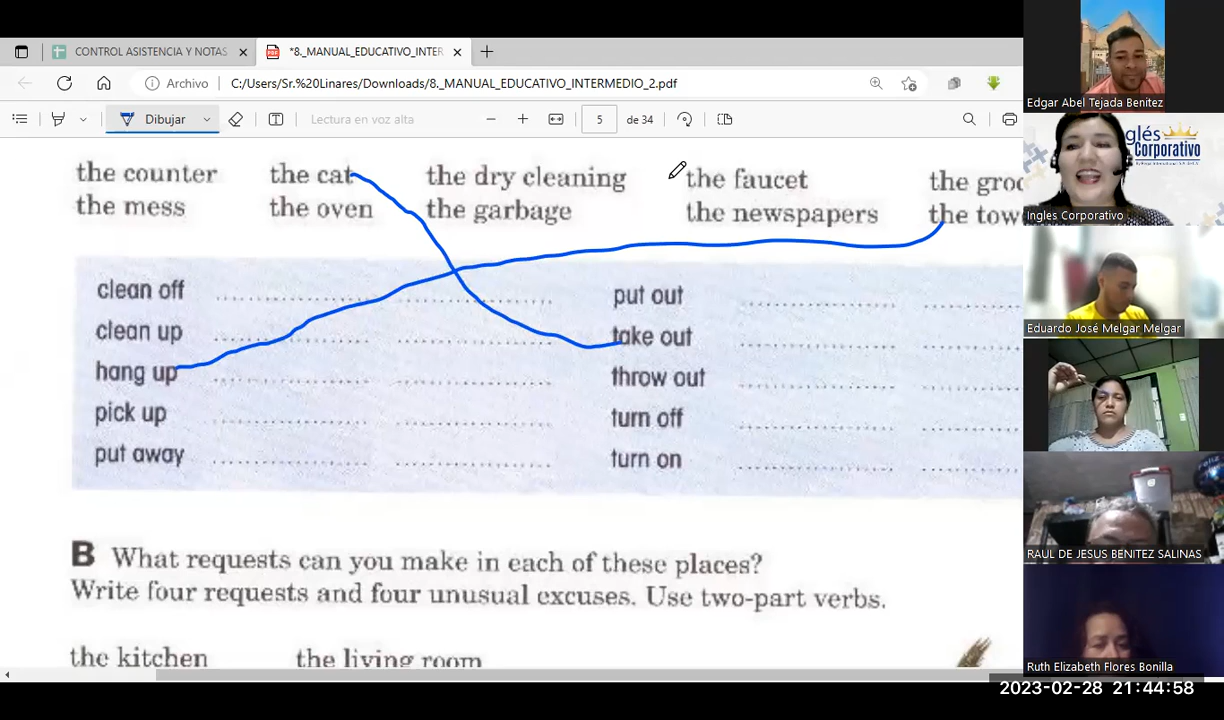 CONTROL ASISTENCIA Y NOTAS
*8._MANUAL_EDUCATIVO_INTER
Archivo C:/Users/Sr.%20Linares/Downloads/8._MANUAL_EDUCATIVO_INTERMEDIO_2.pdf
Dibujar Lectura en voz alta 5 de 34
the counter the cat the dry cleaning the faucet the groc
the mess the oven the garbage the newspapers the tow
clean off put out
clean up take out
hang up throw out
pick up turn off
put away turn on
B What requests can you make in each of these places?
Write four requests and four unusual excuses. Use two-part verbs.
the kitchen the living room
Edgar Abel Tejada Benitez
glés
Corporativo
Ingles Corporativo
Eduardo José Melgar Melgar
RAUL DE JESUS BENITEZ SALINAS
Ruth Elizabeth Flores Bonilla
2023-02-28 21:44:58